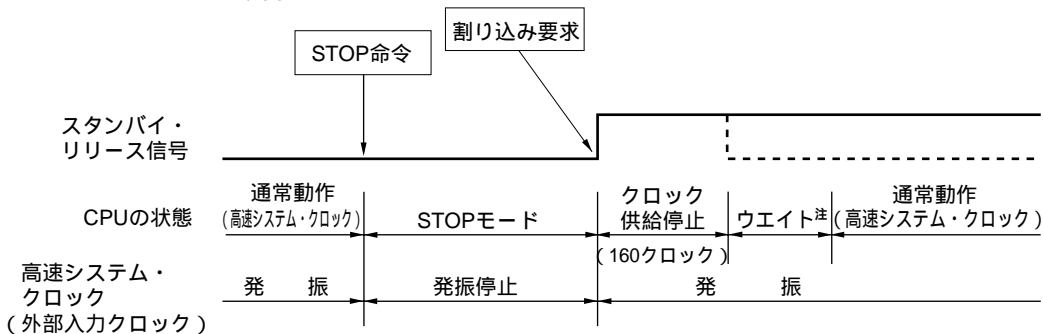 割り込み要求
STOP命令
スタンバイ・
リリース信号
CPUの状態
通常動作
(高速システム・クロック)
STOPモード
クロック
供給停止
(160クロック)
ウエイト注
通常動作
(高速システム・クロック)
高速システム・
クロック
(外部入力クロック)
発 振
発振停止
発 振